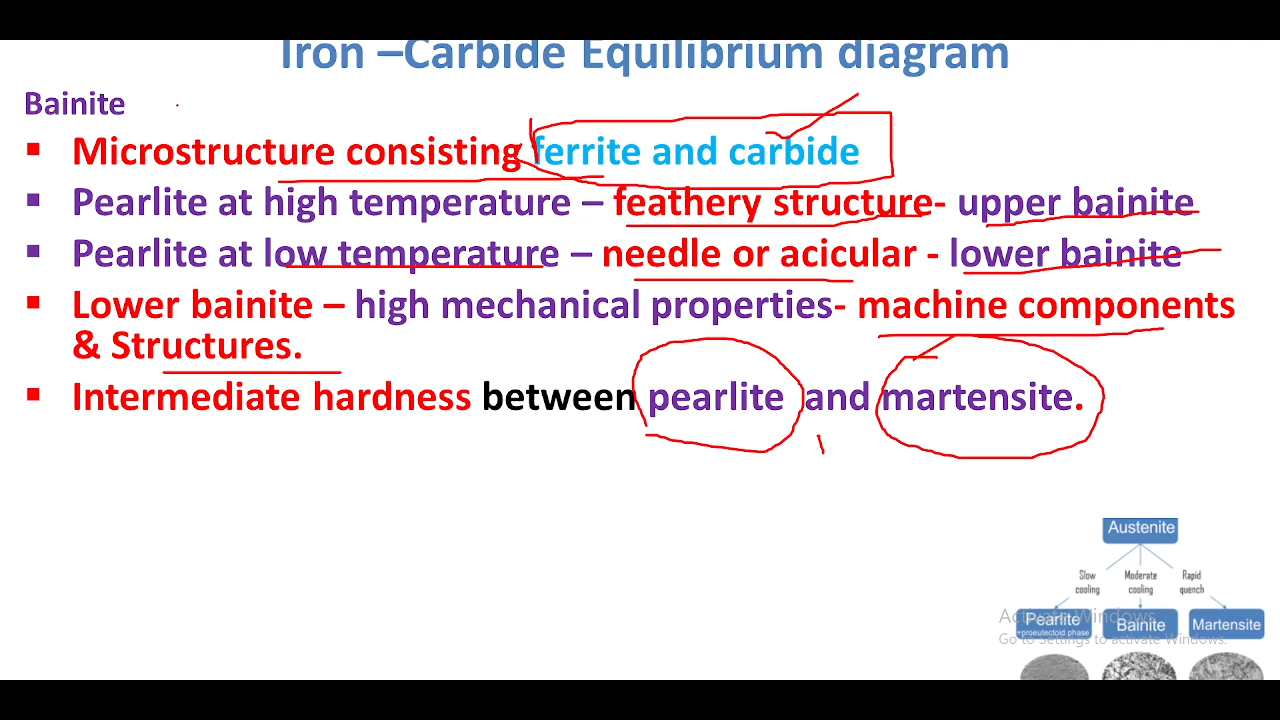 Iron –Carbide Equilibrium diagram
Bainite
▪ Microstructure consisting ferrite and carbide
▪ Pearlite at high temperature – feathery structure- upper bainite
▪ Pearlite at low temperature – needle or acicular - lower bainite
▪ Lower bainite – high mechanical properties- machine components
& Structures.
▪ Intermediate hardness between pearlite and martensite.
Austenite
Slow cooling
Moderate cooling
Rapid quench
Pearlite
+proeutectoid phase
Bainite
Martensite
Activate Windows
Go to Settings to activate Windows.